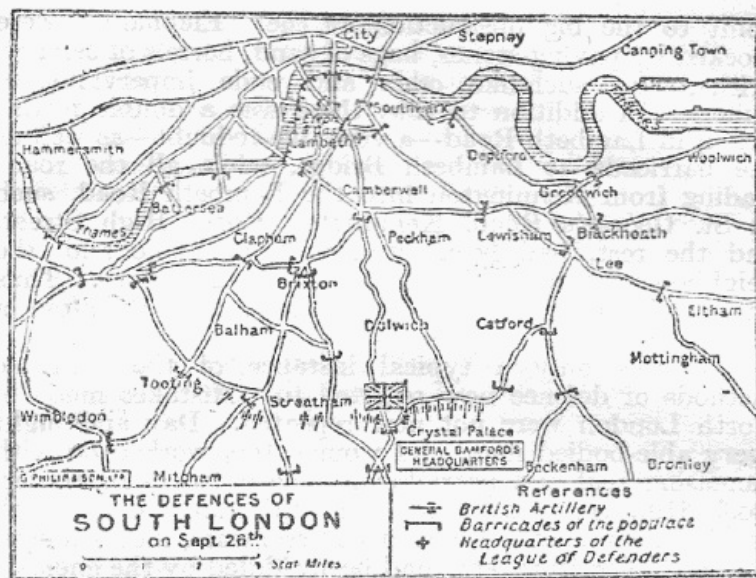 City
Stepney
Canning Town
Southwark
Lambeth
Hammersmith
Woolwich
Deptford
Battersea
Camberwell
Greenwich
Thames
Clapham
Peckham
Lewisham
Blackheath
Lee
Brixton
Eltham
Balham
Dulwich
Catford
Mottingham
Tooting
Streatham
Wimbledon
Crystal Palace
GENERAL BAMFORD'S
HEADQUARTERS
G. PHILIP & SON, LTD
Mitcham
Beckenham
Bromley
THE DEFENCES OF
SOUTH LONDON
on Sept 26th
Stat Miles
References
British Artillery
Barricades of the populace
Headquarters of the
League of Defenders